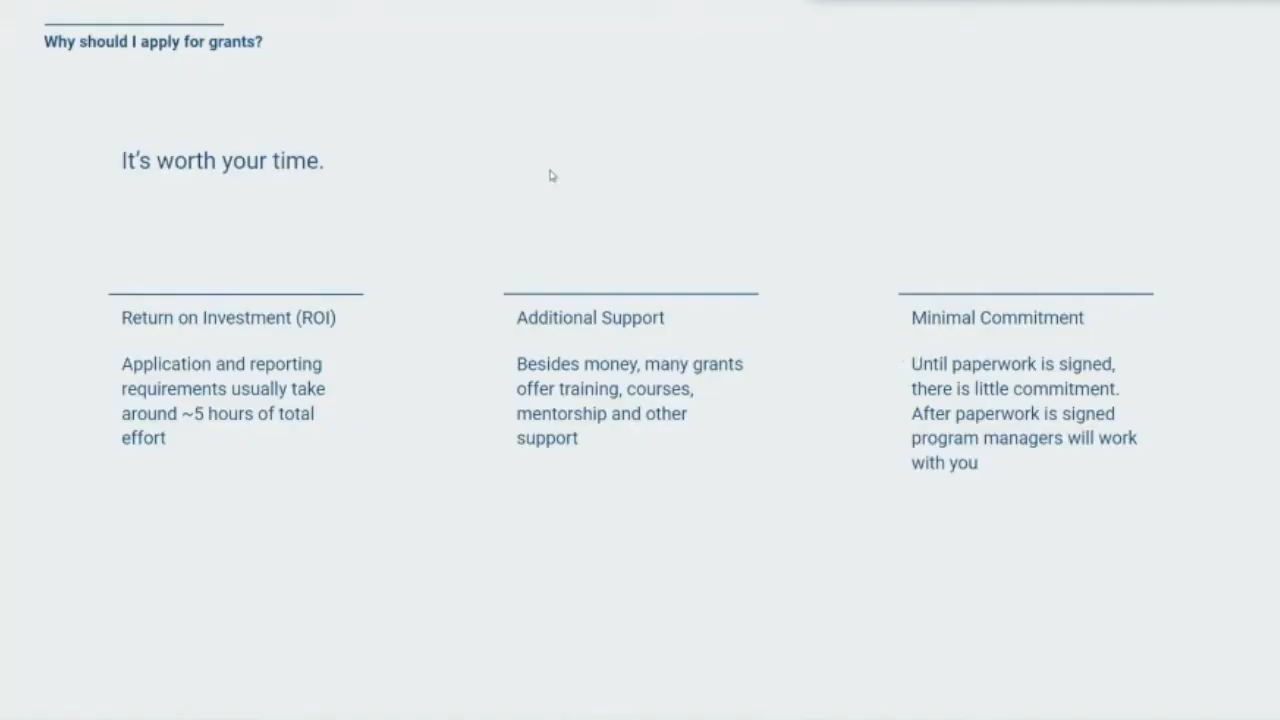 Why should I apply for grants?
It’s worth your time.
Return on Investment (ROI)
Application and reporting
requirements usually take
around ~5 hours of total
effort
Additional Support
Besides money, many grants
offer training, courses,
mentorship and other
support
Minimal Commitment
Until paperwork is signed,
there is little commitment.
After paperwork is signed
program managers will work
with you